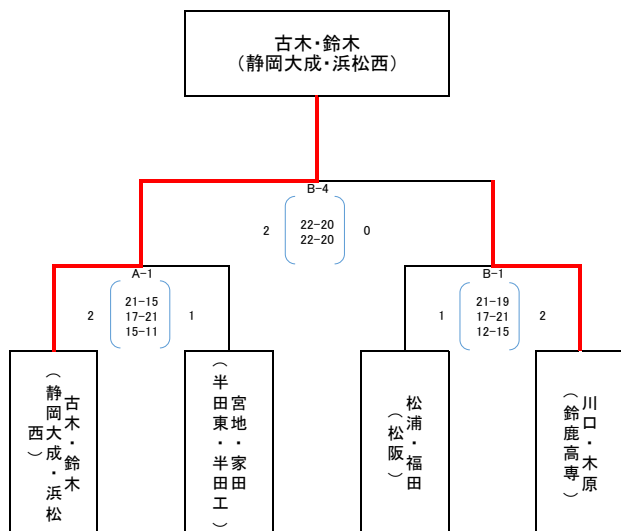 古木・鈴木
（静岡大成・浜松西）
B-4
2
22-20
22-20
0
A-1
2
21-15
17-21
15-11
1
B-1
1
21-19
17-21
12-15
2
古木・鈴木
（静岡大成・浜松
西）
宮地・家田
（半田東・半田工）
松浦・福田
（松阪）
川口・木原
（鈴鹿高専）